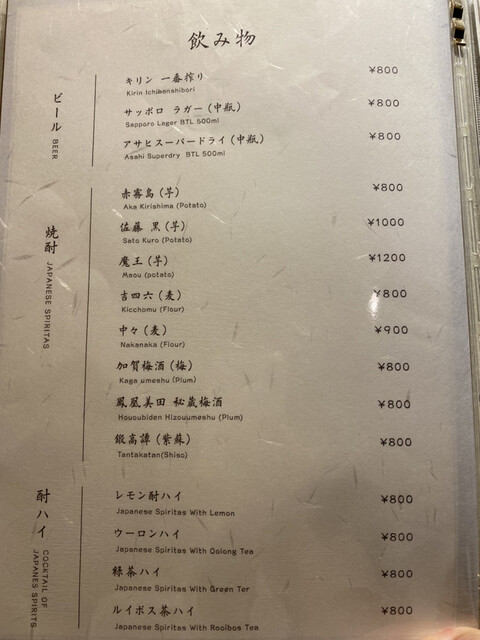 飲み物
ビール BEER
キリン 一番搾り ¥800
Kirin Ichibanshibori
サッポロ ラガー (中瓶) ¥800
Sapporo Lager BTL 500ml
アサヒスーパードライ (中瓶) ¥800
Asahi Superdry BTL 500ml
焼酎 JAPANESE SPIRITAS
赤霧島 (芋) ¥800
Aka Kirishima (Potato)
佐藤 黒 (芋) ¥1000
Sato Kuro (Potato)
魔王 (芋) ¥1200
Maou (potato)
吉四六 (麦) ¥800
Kicchomu (Flour)
中々 (麦) ¥900
Nakanaka (Flour)
加賀梅酒 (梅) ¥800
Kaga umeshu (Plum)
鳳凰美田 秘蔵梅酒 ¥800
Hououbiden Hizouumeshu (Plum)
鍛高譚 (紫蘇) ¥800
Tantakatan(Shiso)
酎ハイ COCKTAIL OF JAPANES SPIRITS
レモン酎ハイ ¥800
Japanese Spiritas With Lemon
ウーロンハイ ¥800
Japanese Spiritas With Oolong Tea
緑茶ハイ ¥800
Japanese Spiritas With Green Ter
ルイボス茶ハイ ¥800
Japanese Spiritas With Rooibos Tea